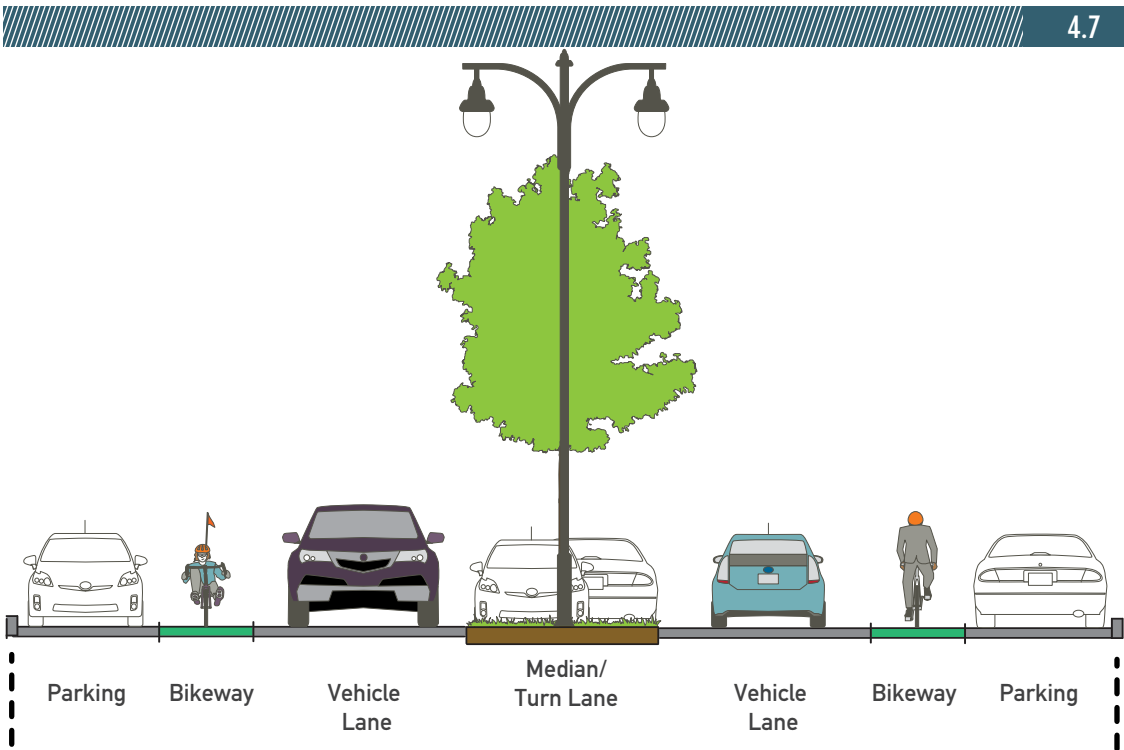 4.7
Parking
Bikeway
Vehicle
Lane
Median/
Turn Lane
Vehicle
Lane
Bikeway
Parking